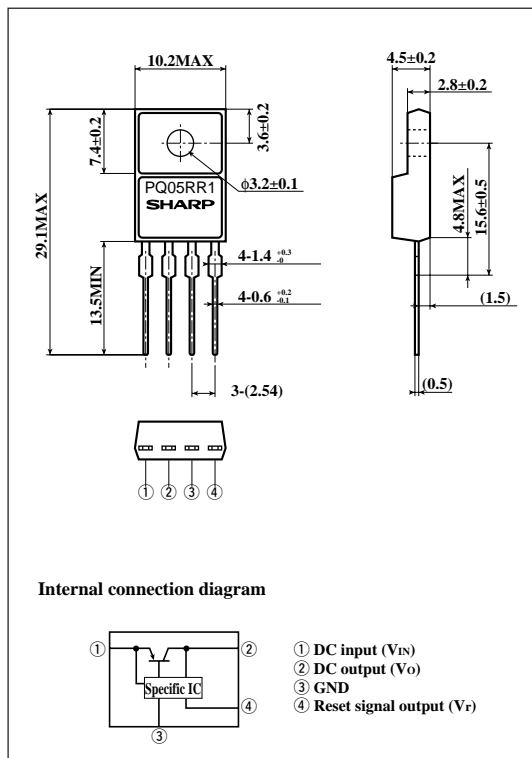 10.2MAX
4.5±0.2
2.8±0.2
7.4±0.2
3.6±0.2
29.1MAX
PQ05RR1
SHARP
ϕ3.2±0.1
4.8MAX
15.6±0.5
13.5MIN
4-1.4 +0.3 -0
4-0.6 +0.2 -0.1
(1.5)
3-(2.54)
(0.5)
① ② ③ ④
Internal connection diagram
① ②
Specific IC
④
③
① DC input (VIN)
② DC output (VO)
③ GND
④ Reset signal output (Vr)